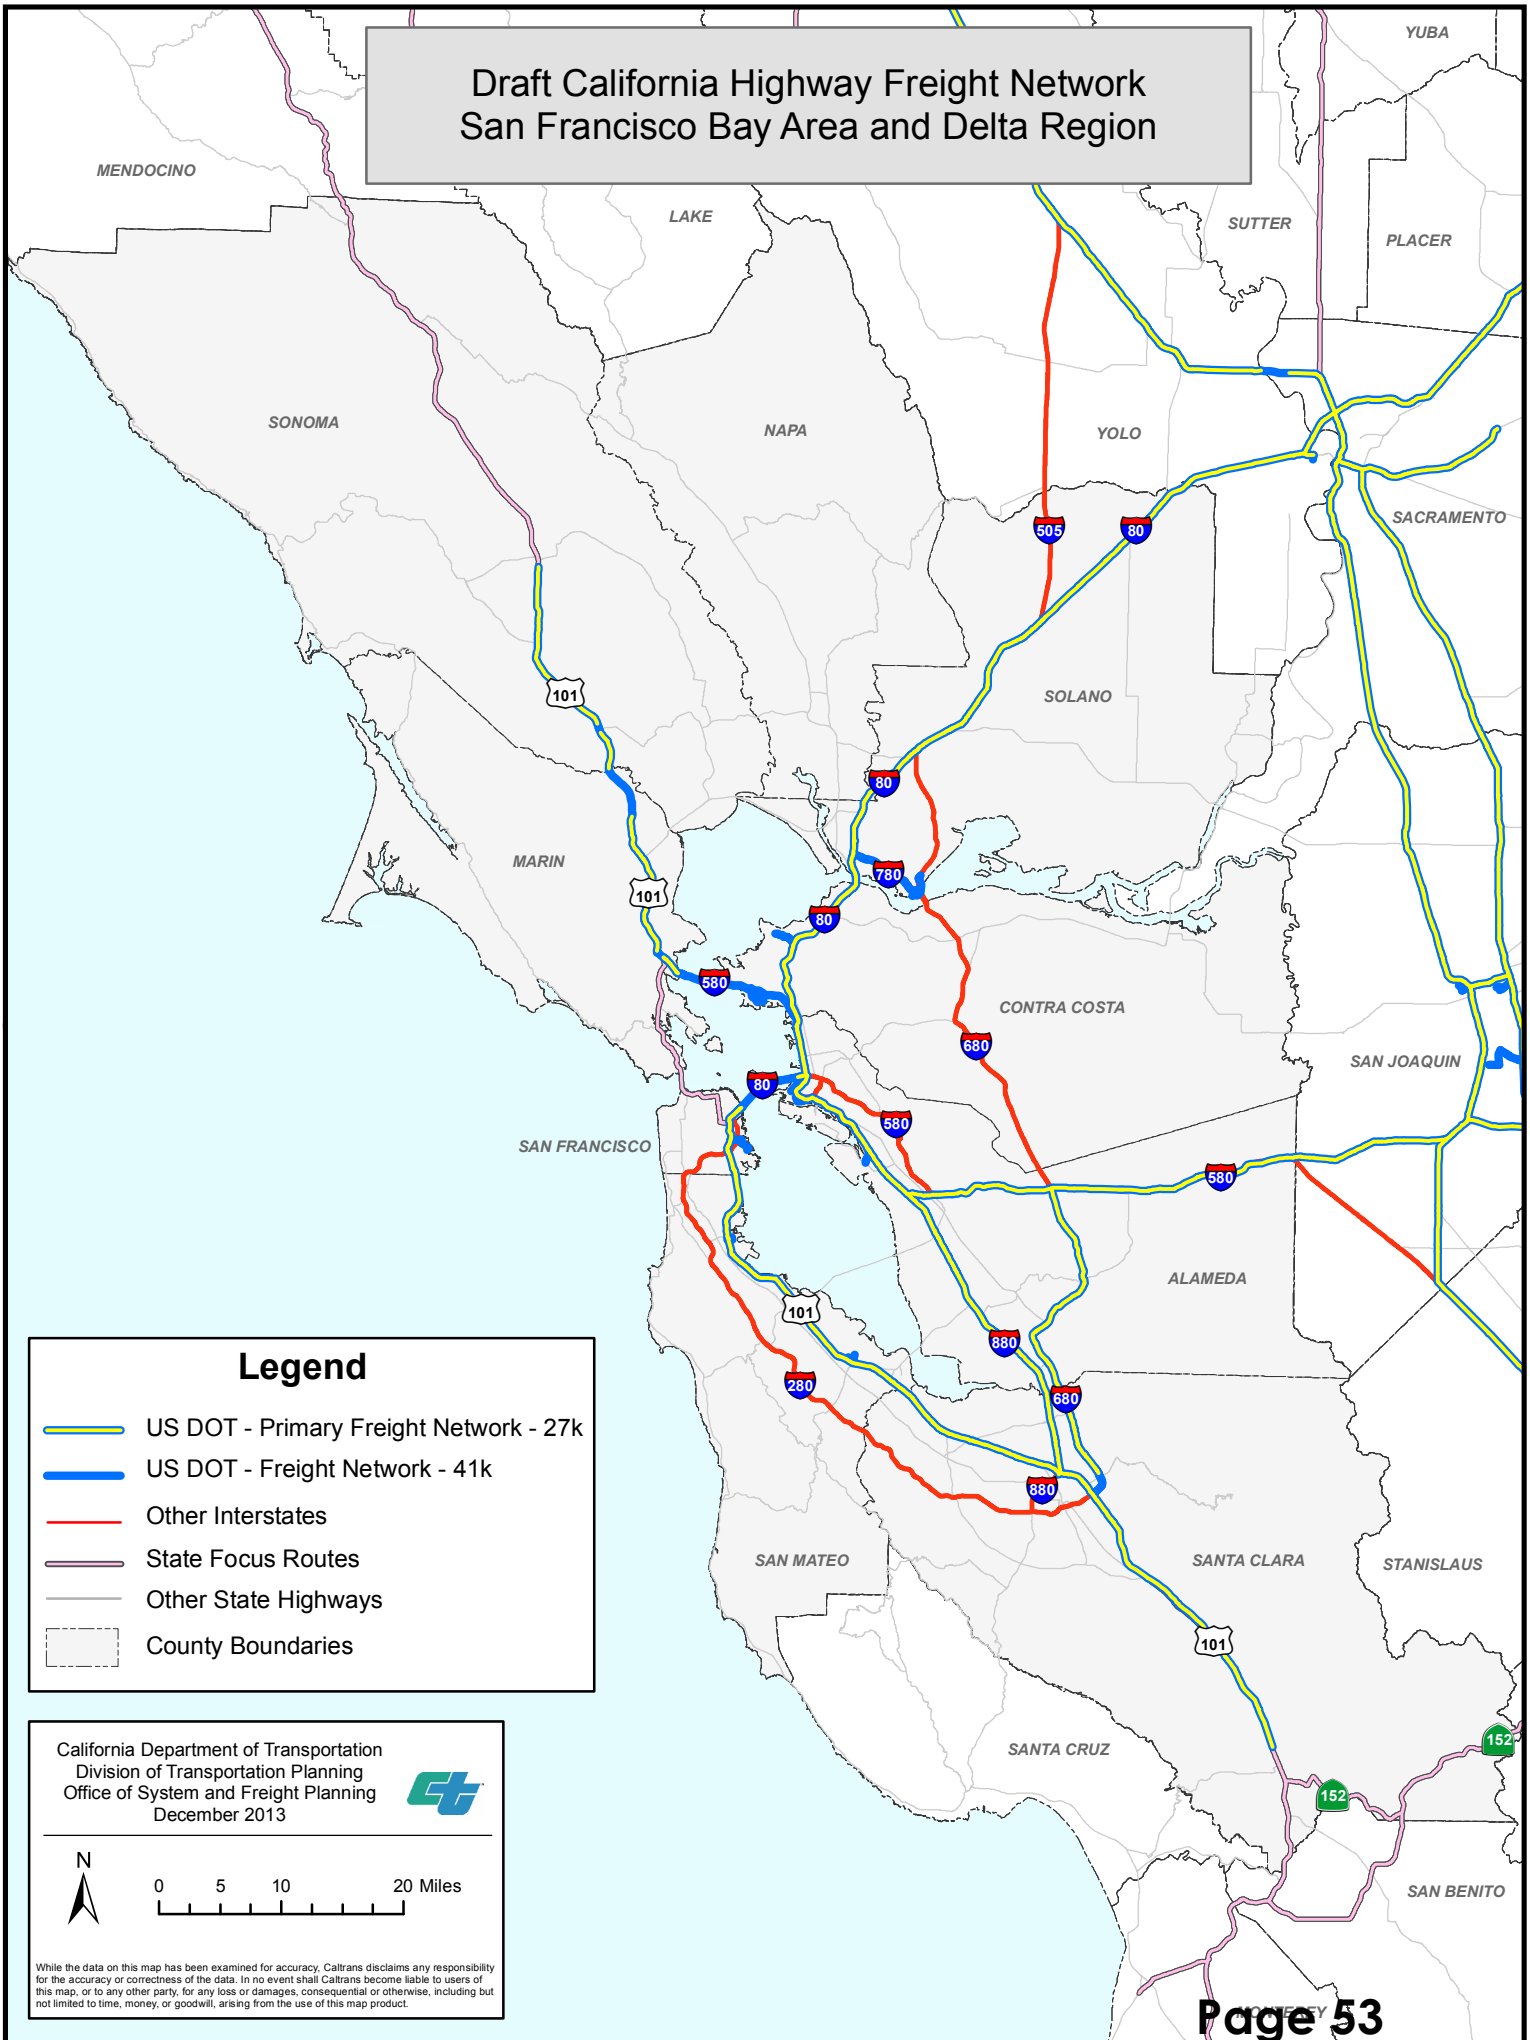 Draft California Highway Freight Network
San Francisco Bay Area and Delta Region
YUBA
MENDOCINO
LAKE
SUTTER
PLACER
SONOMA
NAPA
YOLO
505
80
SACRAMENTO
101
SOLANO
80
MARIN
780
101
80
580
CONTRA COSTA
680
SAN JOAQUIN
80
580
SAN FRANCISCO
580
ALAMEDA
101
880
280
680
880
SAN MATEO
SANTA CLARA
STANISLAUS
101
SANTA CRUZ
152
152
SAN BENITO
MONTEREY
Legend
US DOT - Primary Freight Network - 27k
US DOT - Freight Network - 41k
Other Interstates
State Focus Routes
Other State Highways
County Boundaries
California Department of Transportation
Division of Transportation Planning
Office of System and Freight Planning
December 2013
ct
N
0 5 10 20 Miles
While the data on this map has been examined for accuracy, Caltrans disclaims any responsibility
for the accuracy or correctness of the data. In no event shall Caltrans become liable to users of
this map, or to any other party, for any loss or damages, consequential or otherwise, including but
not limited to time, money, or goodwill, arising from the use of this map product.
Page 53